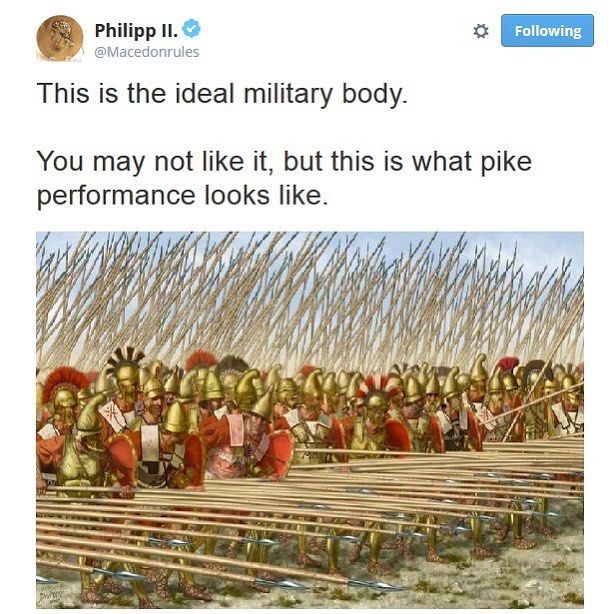 Philipp II.
@Macedonrules
Following
This is the ideal military body.
You may not like it, but this is what pike
performance looks like.